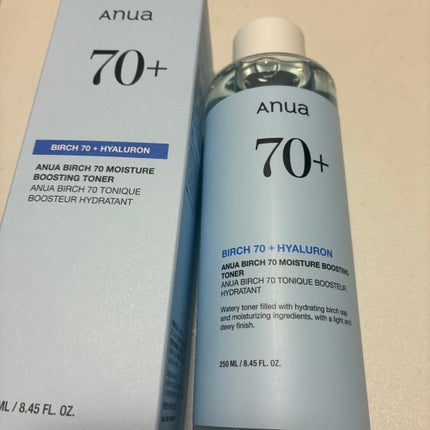 Anua
70+
BIRCH 70 + HYALURON
ANUA BIRCH 70 MOISTURE
BOOSTING TONER
ANUA BIRCH 70 TONIQUE
BOOSTEUR HYDRATANT
ML / 8.45 FL. OZ.
Anua
70+
BIRCH 70 + HYALURON
ANUA BIRCH 70 MOISTURE BOOSTING
TONER
ANUA BIRCH 70 TONIQUE BOOSTEUR
HYDRATANT
Watery toner filled with hydrating birch sap
and moisturizing ingredients, with a light and
dewy finish.
250 ML / 8.45 FL. OZ.